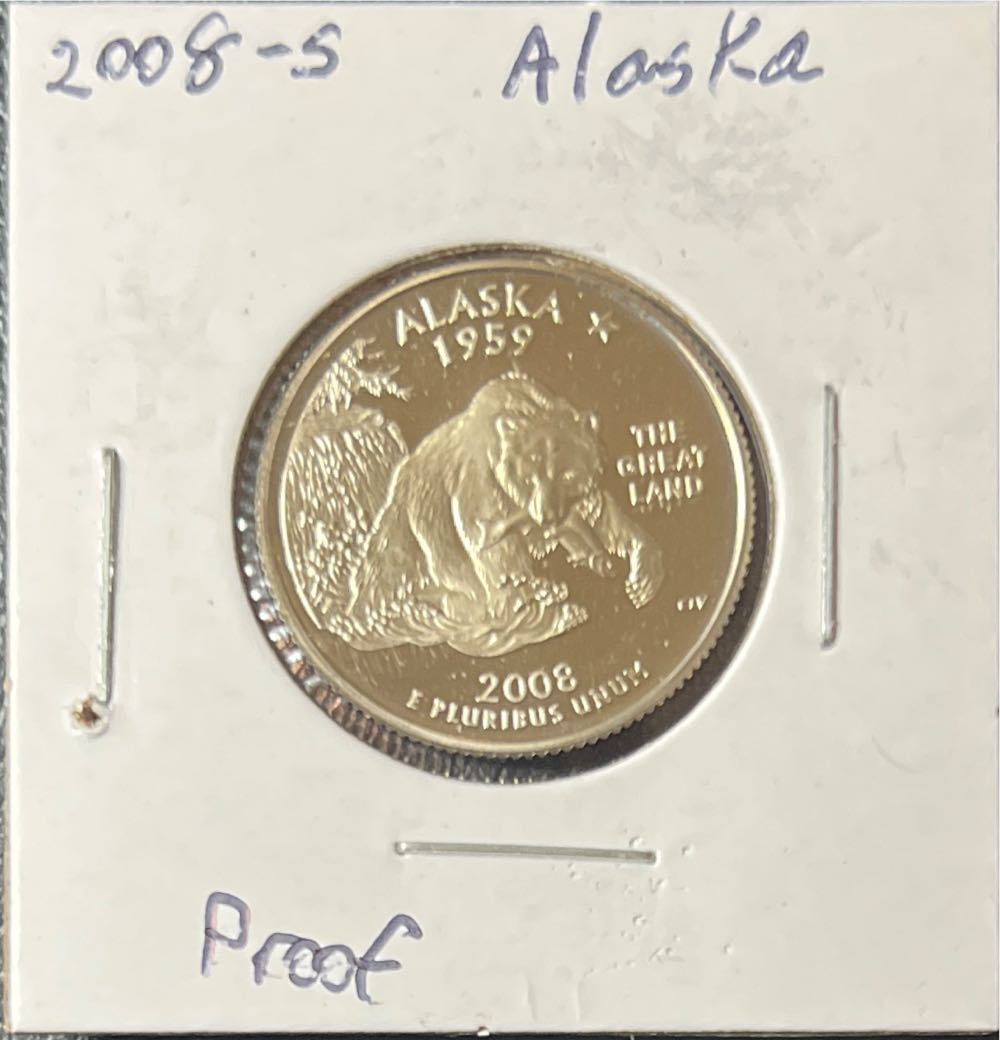 2008-S Alaska
ALASKA
1959
THE
GREAT
LAND
2008
E PLURIBUS UNUM
Proof